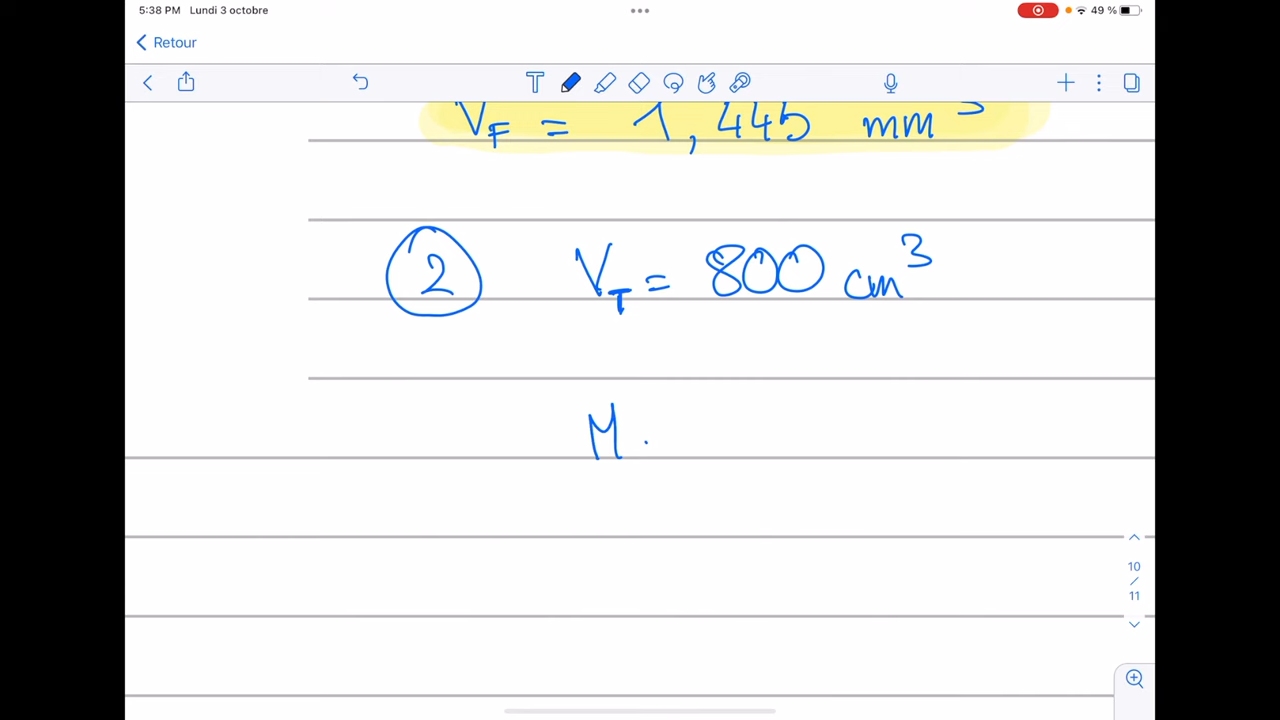 5:38 PM Lundi 3 octobre
49 %
Retour
V_F = 1,445 mm³
2 V_T = 800 cm³
M .
10
/
11